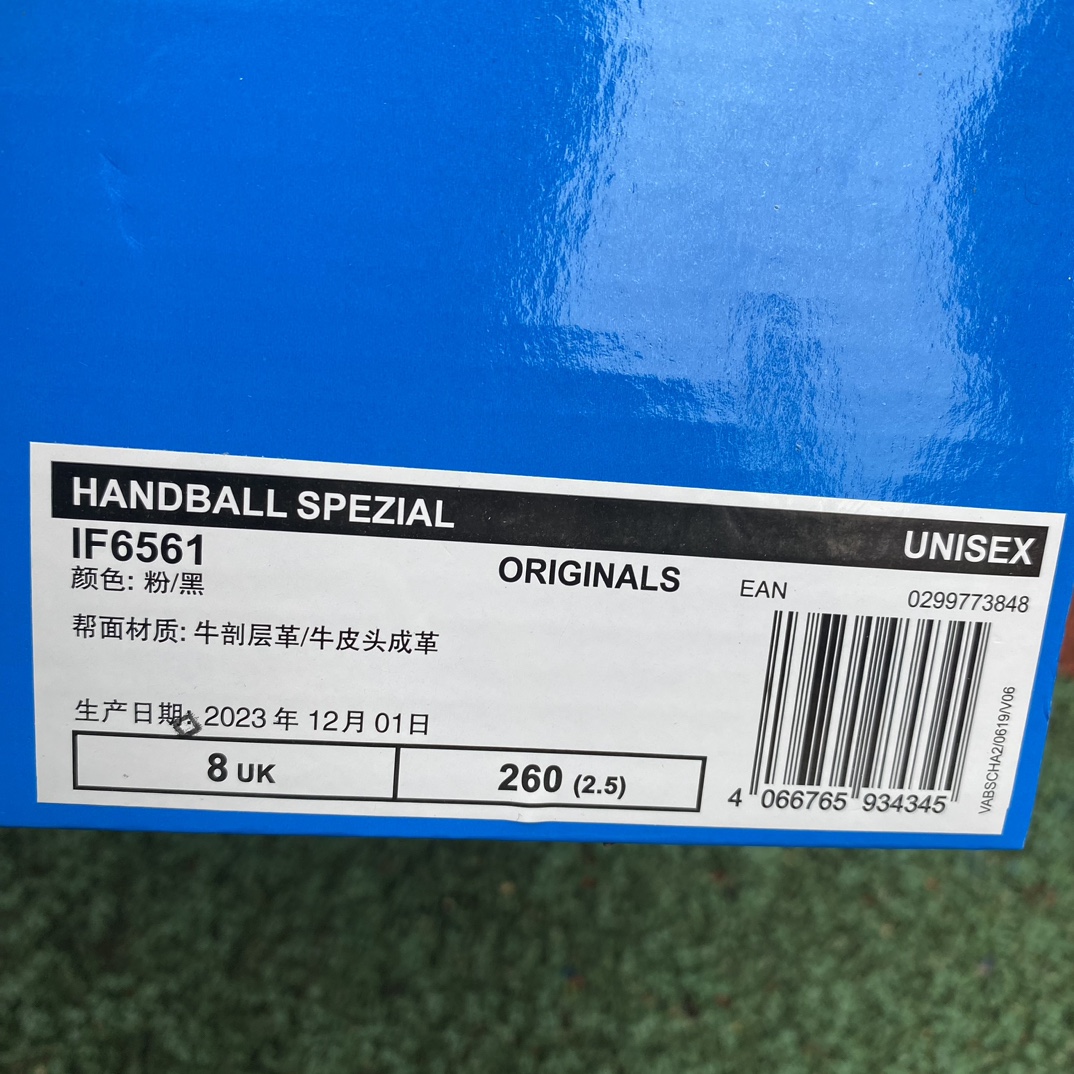 HANDBALL SPEZIAL
UNISEX
IF6561
ORIGINALS
EAN
0299773848
颜色: 粉/黑
帮面材质: 牛剖层革/牛皮头成革
生产日期: 2023 年 12月 01日
8 UK
260 (2.5)
4 066765 934345
VABSCHA2/0619/V06